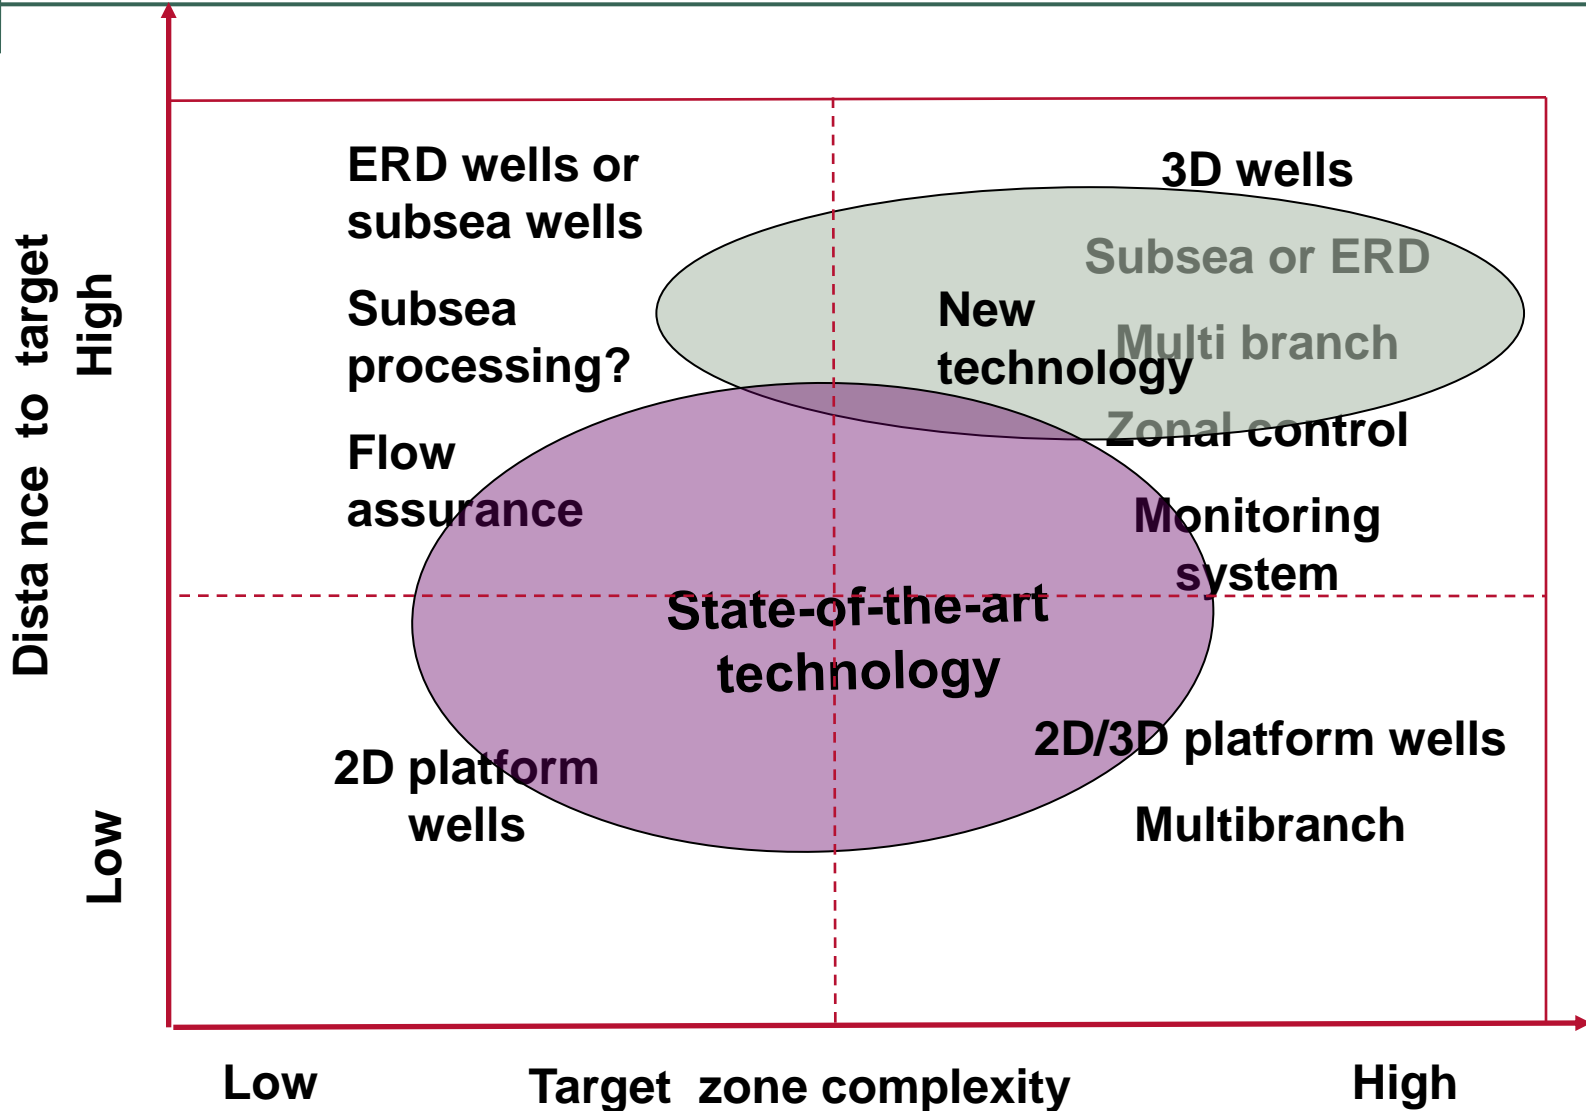 ERD wells or
subsea wells
Subsea
processing?
Flow
assurance
3D wells
Subsea or ERD
Multi branch
Zonal control
Monitoring
system
New
technology
State-of-the-art
technology
2D platform
wells
2D/3D platform wells
Multibranch
Dista nce to target
High
Low
Low
Target zone complexity
High